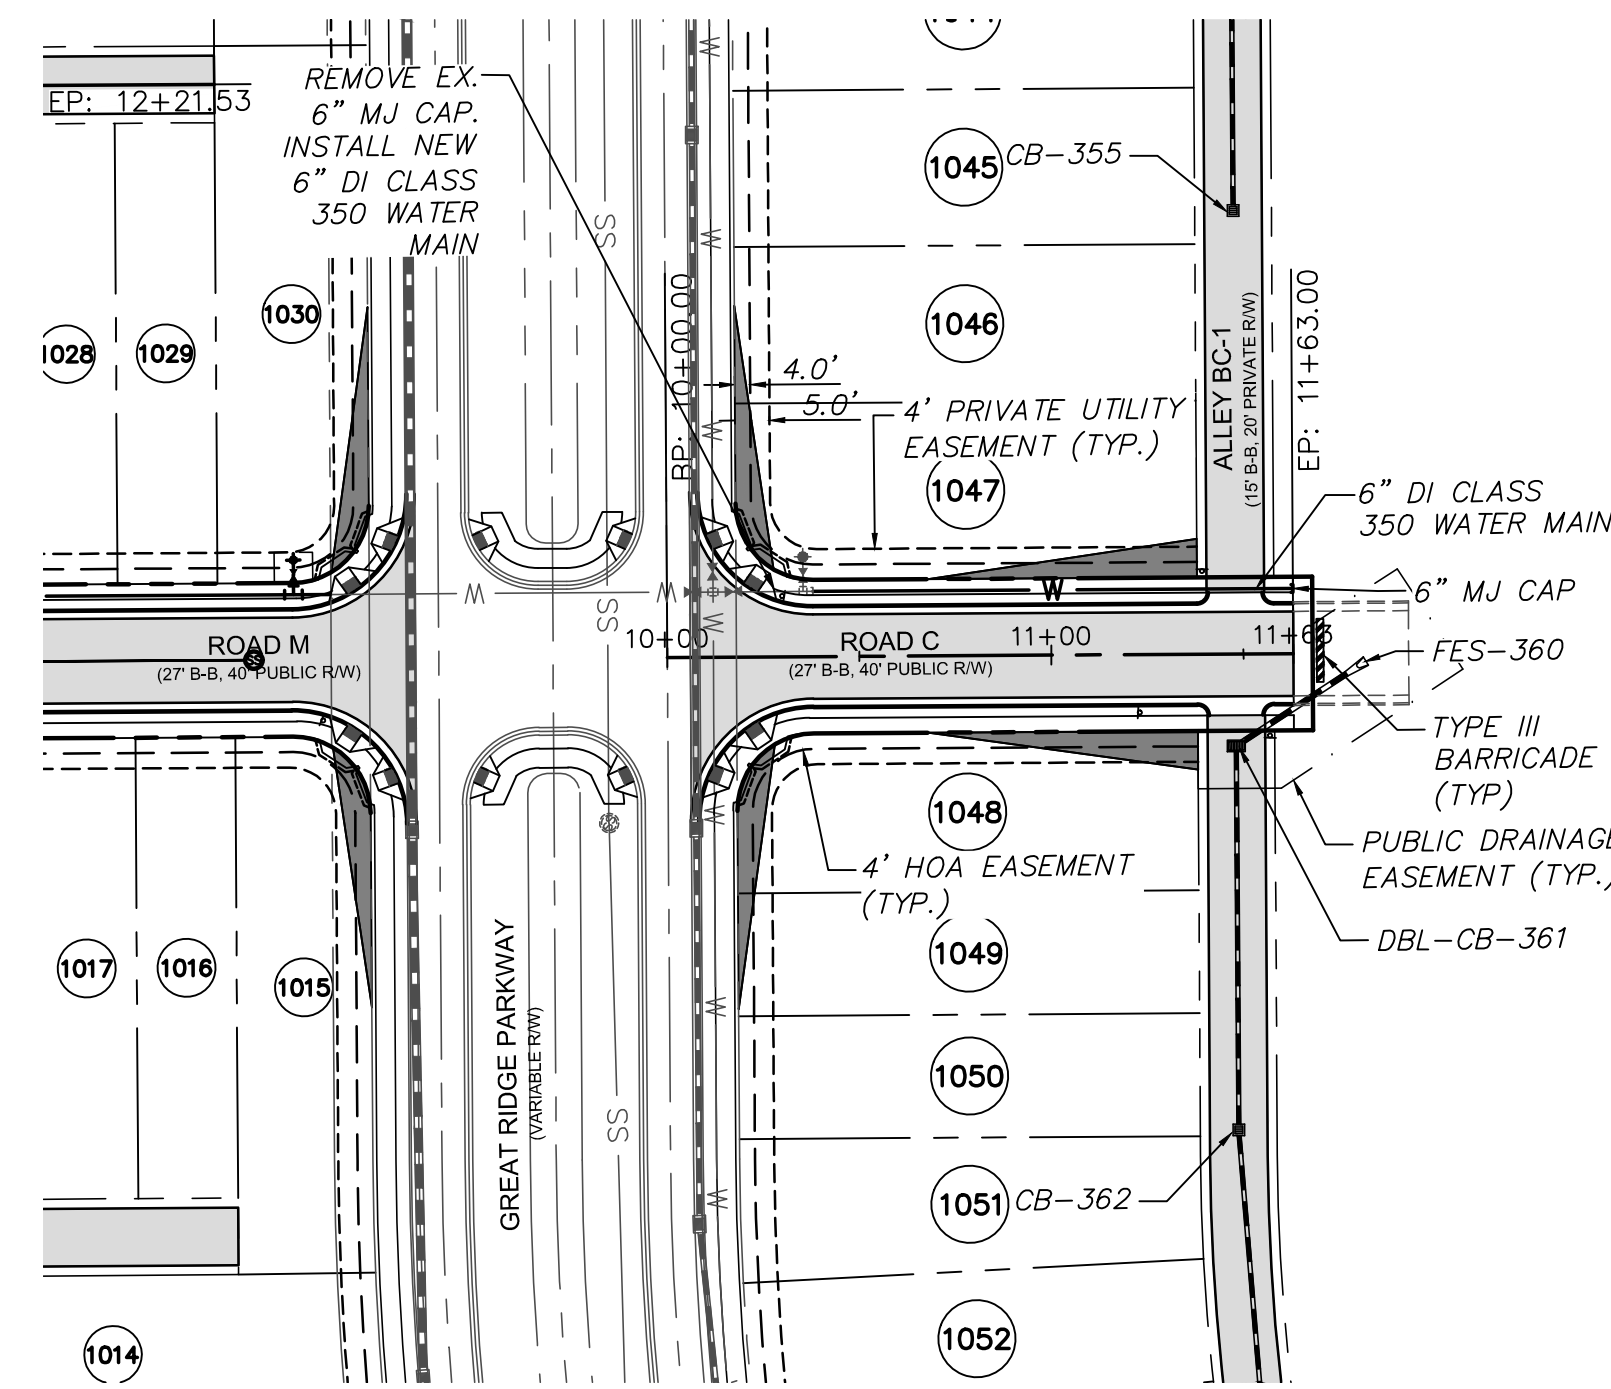 EP: 12+21.53
REMOVE EX.
6” MJ CAP.
INSTALL NEW
6” DI CLASS
350 WATER
MAIN
1045
CB-355
1046
1047
1030
1028
1029
SS
W
W
BP: 10+00.00
4.0'
5.0'
4' PRIVATE UTILITY
EASEMENT (TYP.)
ALLEY BC-1
(15' B-B, 20' PRIVATE R/W)
EP: 11+63.00
6” DI CLASS
350 WATER MAIN
6” MJ CAP
W
W
W
W
W
SS
ROAD M
(27' B-B, 40' PUBLIC R/W)
SS
10+00
ROAD C
(27' B-B, 40' PUBLIC R/W)
11+00
11+63
FES-360
TYPE III
BARRICADE
(TYP)
PUBLIC DRAINAGE
EASEMENT (TYP.)
DBL-CB-361
1048
W
4' HOA EASEMENT
(TYP.)
1017
1016
1015
1049
W
GREAT RIDGE PARKWAY
(VARIABLE R/W)
SS
1050
1051
CB-362
W
1014
1052